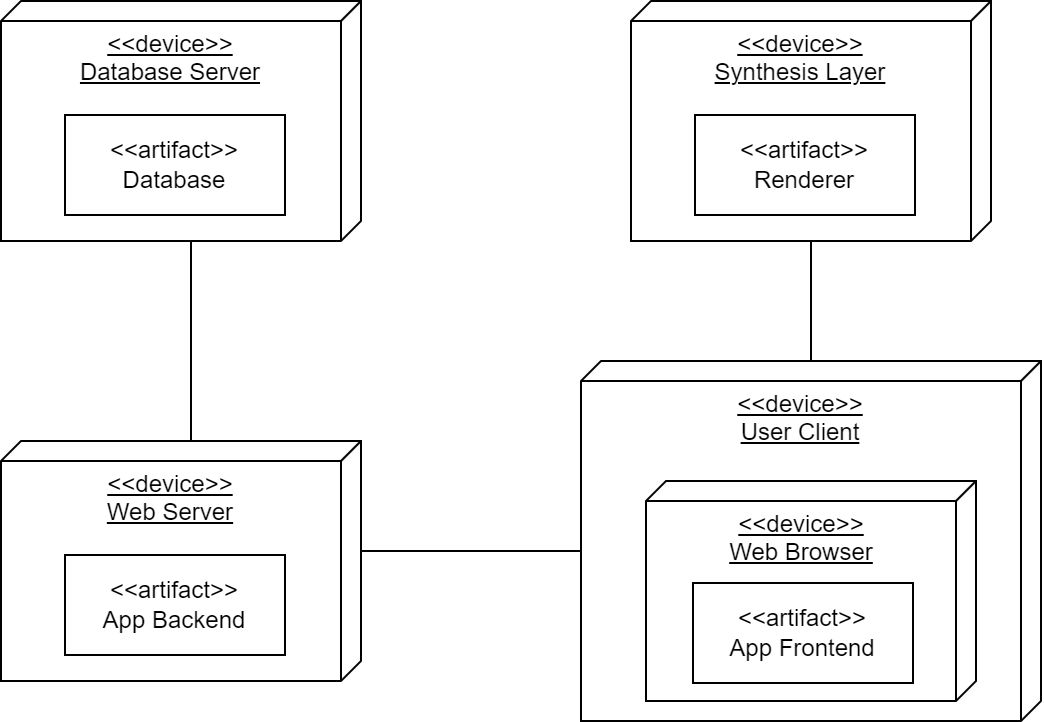 <<device>>
Database Server
<<artifact>>
Database
<<device>>
Synthesis Layer
<<artifact>>
Renderer
<<device>>
Web Server
<<artifact>>
App Backend
<<device>>
User Client
<<device>>
Web Browser
<<artifact>>
App Frontend